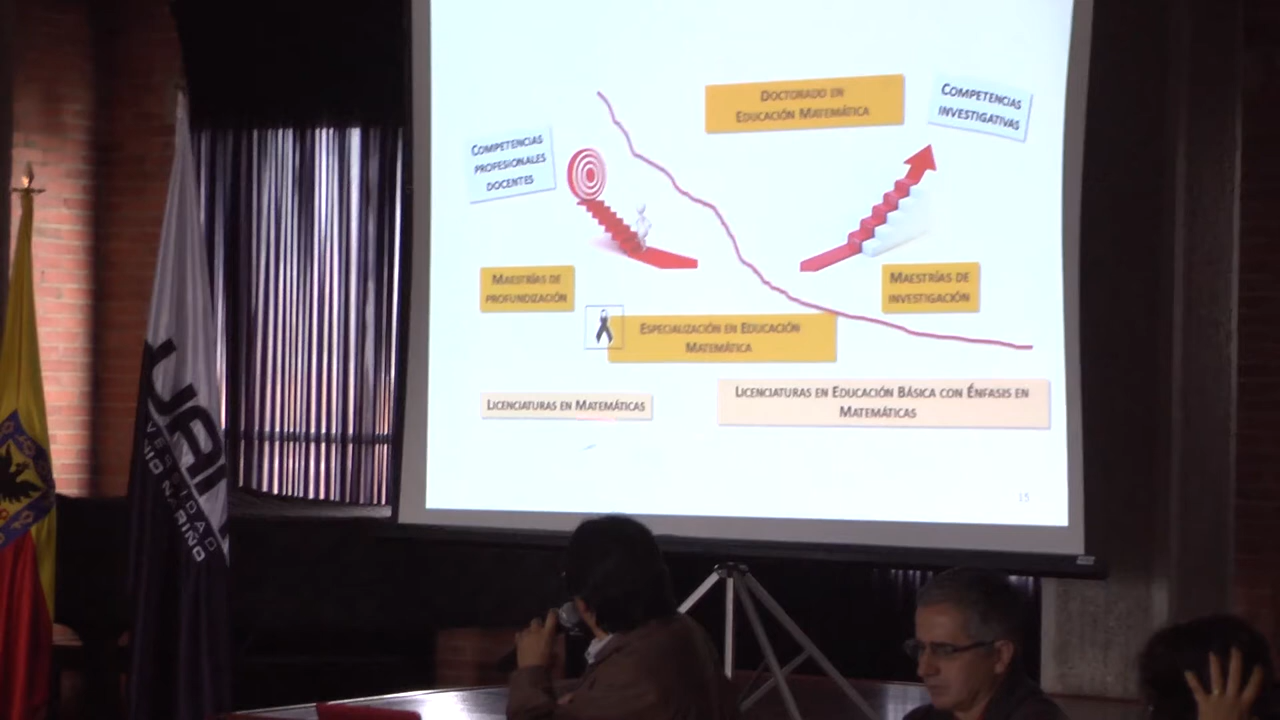 DOCTORADO EN
EDUCACIÓN MATEMÁTICA
COMPETENCIAS
INVESTIGATIVAS
COMPETENCIAS
PROFESIONALES
DOCENTES
MAESTRÍAS DE
PROFUNDIZACIÓN
MAESTRÍAS DE
INVESTIGACIÓN
ESPECIALIZACIÓN EN EDUCACIÓN
MATEMÁTICA
LICENCIATURAS EN MATEMÁTICAS
LICENCIATURAS EN EDUCACIÓN BÁSICA CON ÉNFASIS EN
MATEMÁTICAS
15
UAN